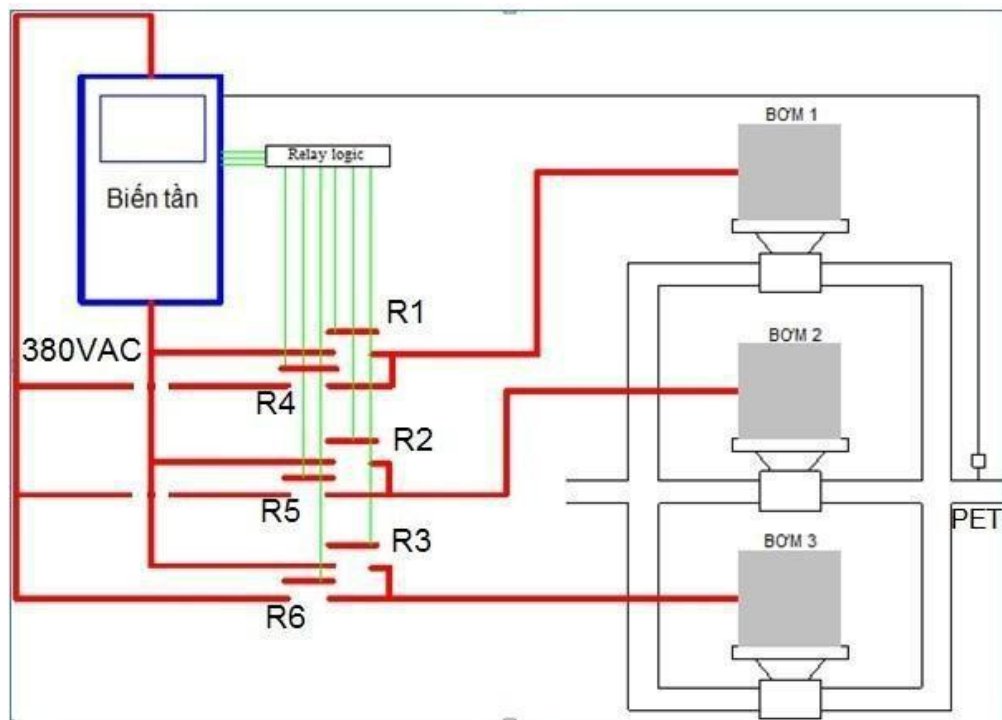 BƠM 1
Relay logic
Biến tần
R1
BƠM 2
380VAC
R4
R2
R5
PET
R3
BƠM 3
R6